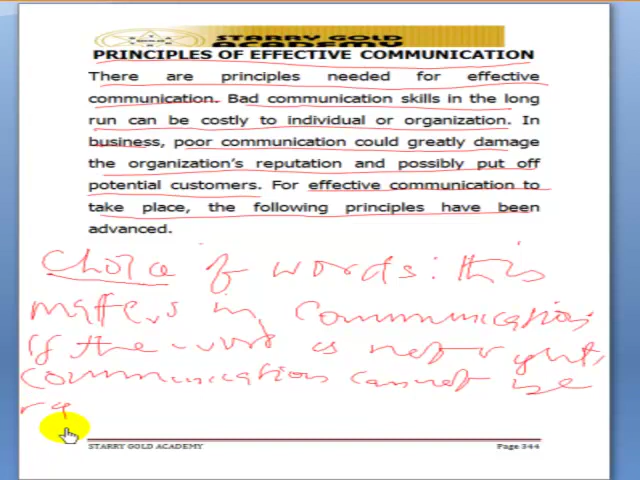 STARRY GOLD
ACADEMY
PRINCIPLES OF EFFECTIVE COMMUNICATION
There are principles needed for effective
communication. Bad communication skills in the long
run can be costly to individual or organization. In
business, poor communication could greatly damage
the organization's reputation and possibly put off
potential customers. For effective communication to
take place, the following principles have been
advanced.
Choice of words: this
matters in communication
If the word is not right,
communication cannot be
STARRY GOLD ACADEMY
Page 344